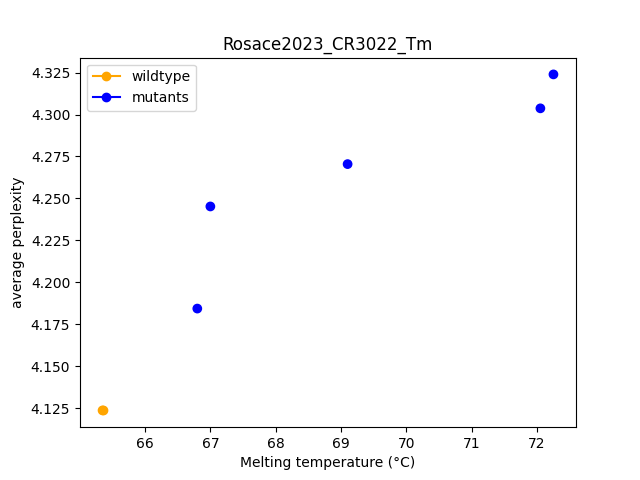 Rosace2023_CR3022_Tm
wildtype
mutants
4.325
4.300
4.275
4.250
4.225
4.200
4.175
4.150
4.125
average perplexity
66 67 68 69 70 71 72
Melting temperature (°C)